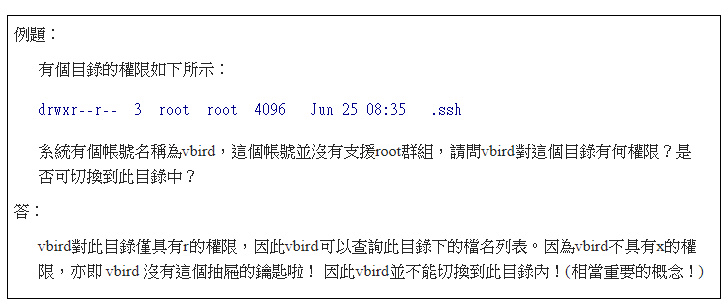 例題：
有個目錄的權限如下所示：
drwxr--r--  3  root  root  4096   Jun 25 08:35   .ssh
系統有個帳號名稱為vbird，這個帳號並沒有支援root群組，請問vbird對這個目錄有何權限？是
否可切換到此目錄中？
答：
vbird對此目錄僅具有r的權限，因此vbird可以查詢此目錄下的檔名列表。因為vbird不具有x的權
限，亦即 vbird 沒有這個抽屜的鑰匙啦！ 因此vbird並不能切換到此目錄內！(相當重要的概念！)